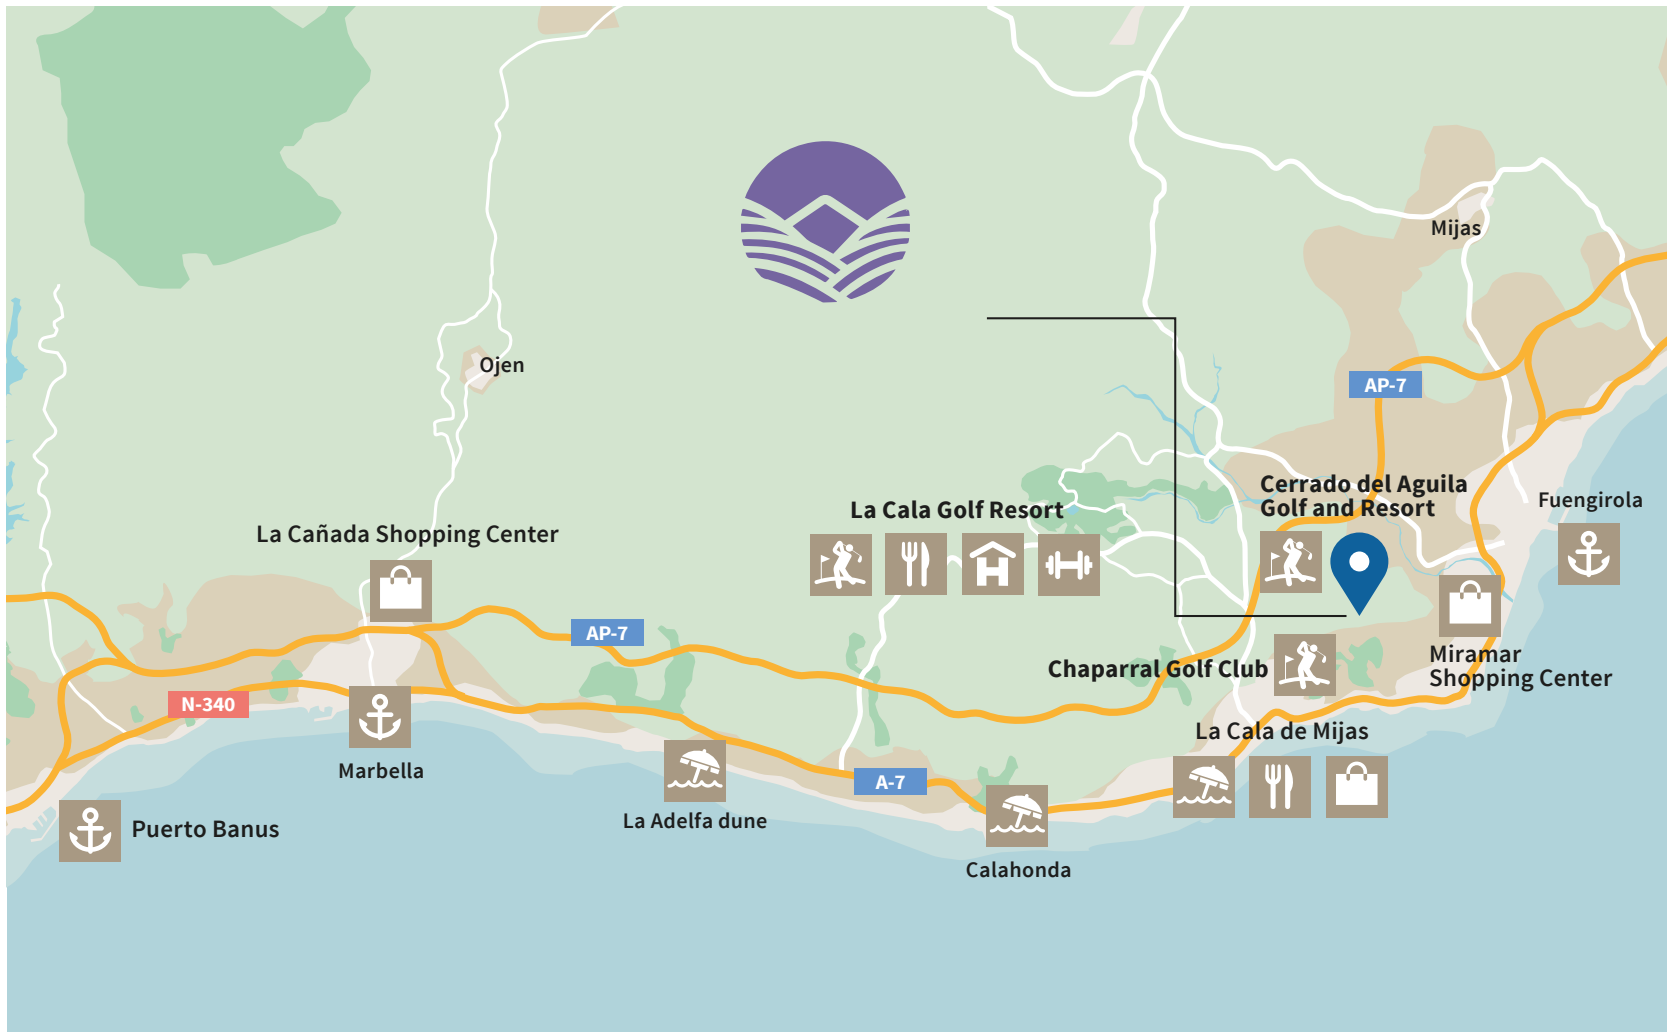 Mijas
Ojen
AP-7
Cerrado del Aguila
Golf and Resort
Fuengirola
La Cala Golf Resort
La Cañada Shopping Center
H
AP-7
Miramar
Shopping Center
Chaparral Golf Club
N-340
La Cala de Mijas
Marbella
A-7
La Adelfa dune
Puerto Banus
Calahonda